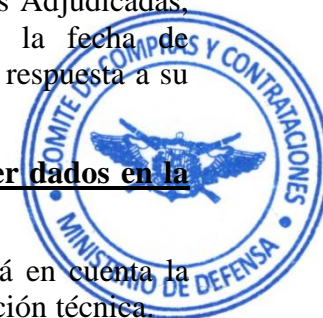 s Adjudicadas,
la fecha de
respuesta a su
er dados en la
á en cuenta la
ción técnica.
COMITE DE COMPRAS Y CONTRATACIONES
MINISTERIO DE DEFENSA